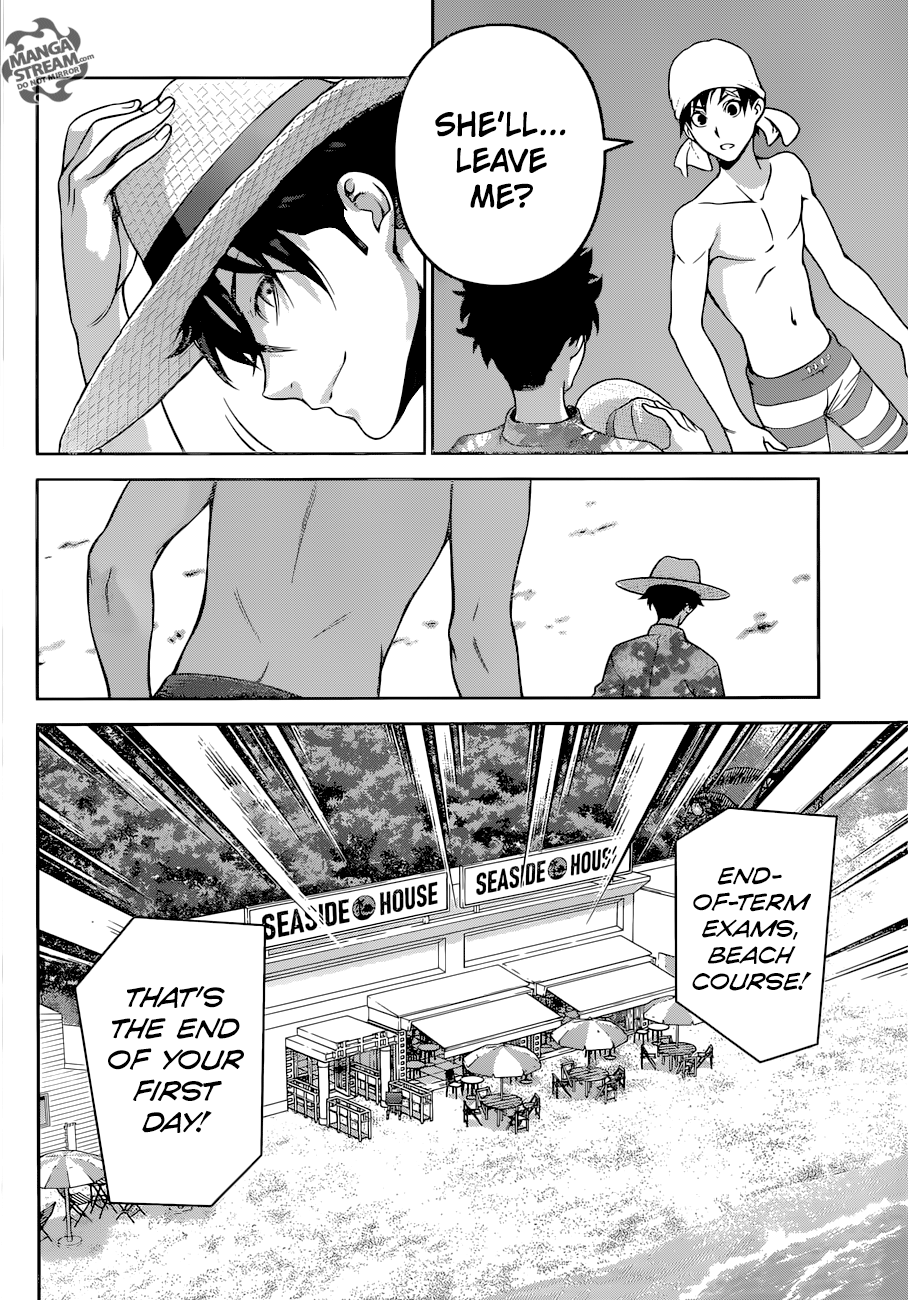 MANGA
STREAM.com
DO NOT MIRROR
SHE'LL...
LEAVE
ME?
END-
OF-TERM
EXAMS,
BEACH
COURSE!
SEASIDE HOUSE
SEASIDE HOUSE
THAT'S
THE END
OF YOUR
FIRST
DAY!